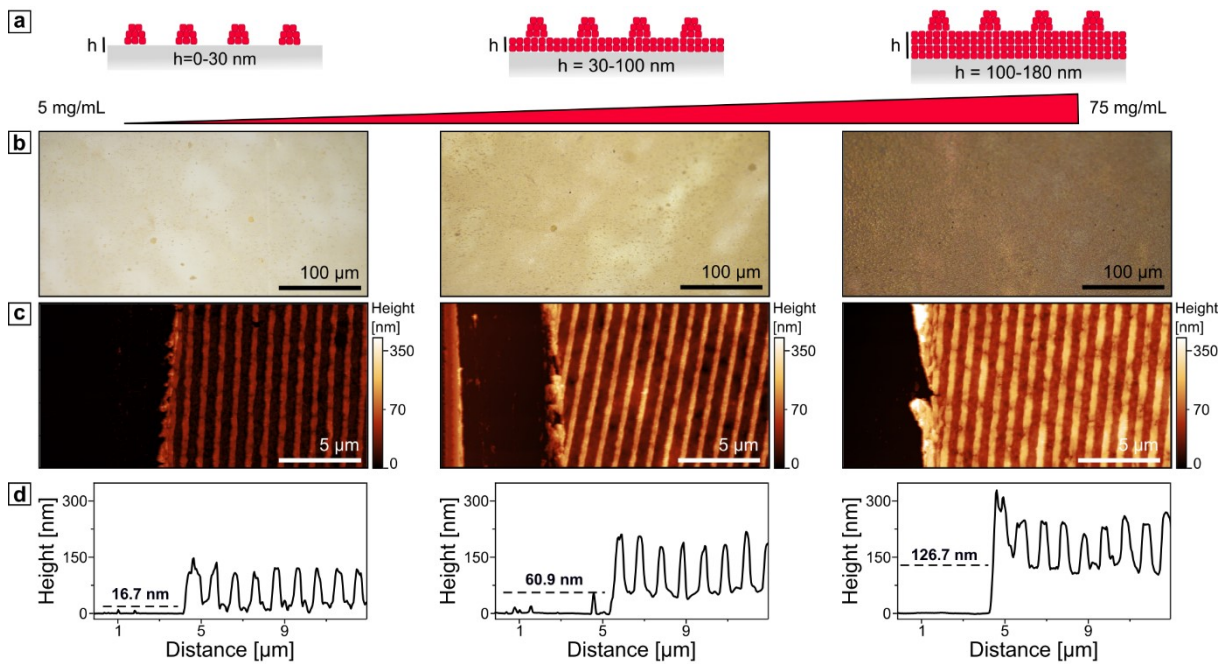 a
h
h=0-30 nm
h
h = 30-100 nm
h
h = 100-180 nm
5 mg/mL
75 mg/mL
b
100 µm
100 µm
100 µm
c
Height
[nm]
350
70
0
5 µm
Height
[nm]
350
70
0
5 µm
Height
[nm]
350
70
0
5 µm
d
Height [nm]
300
150
0
16.7 nm
1
5
9
Distance [µm]
Height [nm]
300
150
0
60.9 nm
1
5
9
Distance [µm]
Height [nm]
300
150
0
126.7 nm
1
5
9
Distance [µm]